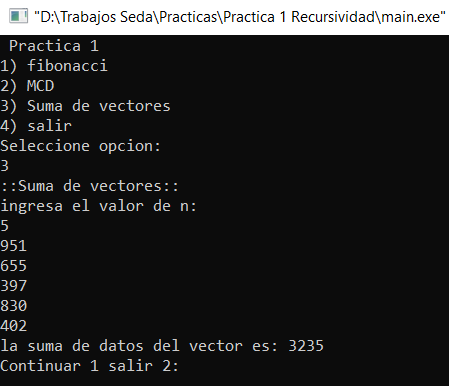 "D:\Trabajos Seda\Practicas\Practica 1 Recursividad\main.exe"
Practica 1
1) fibonacci
2) MCD
3) Suma de vectores
4) salir
Seleccione opcion:
3
::Suma de vectores::
ingresa el valor de n:
5
951
655
397
830
402
la suma de datos del vector es: 3235
Continuar 1 salir 2: